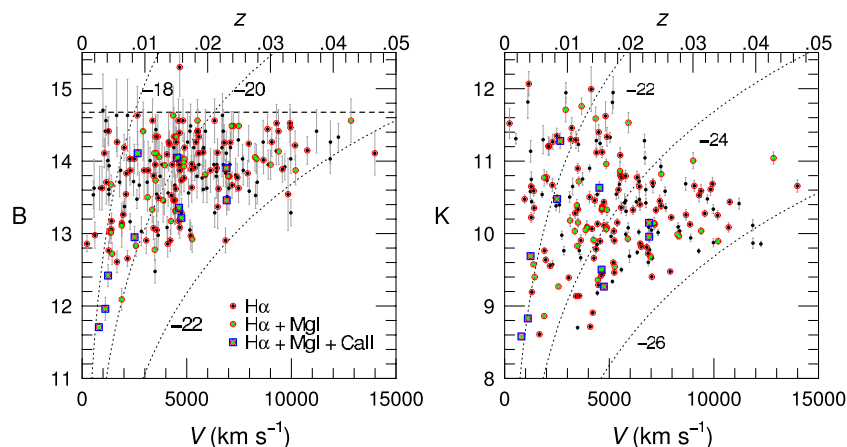 z z
0 .01 .02 .03 .04 .05 0 .01 .02 .03 .04 .05
15 14 13 12 11
B
−18 −20 −22
Hα
Hα + MgI
Hα + MgI + CaII
0 5000 10000 15000
V (km s⁻¹)
12 11 10 9 8
K
−22 −24 −26
0 5000 10000 15000
V (km s⁻¹)